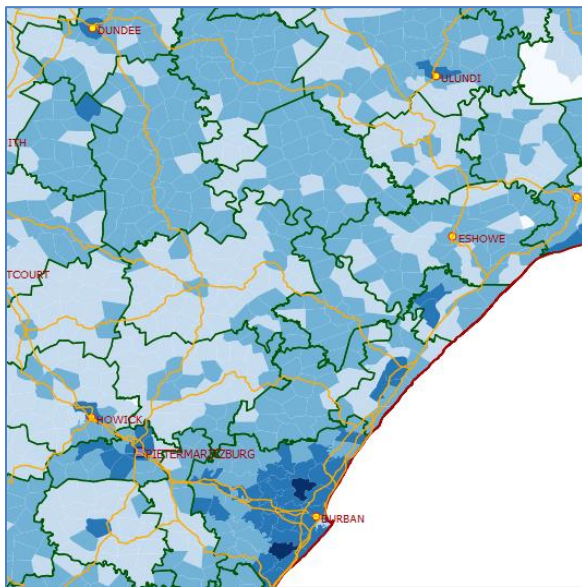 DUNDEE
ULUNDI
ITH
ESHOWE
TCOURT
HOWICK
PIETERMARITZBURG
DURBAN